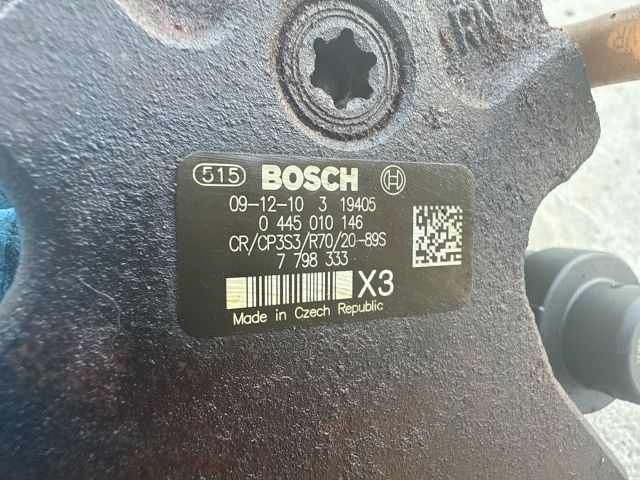 515 BOSCH
09-12-10 3 19405
0 445 010 146
CR/CP3S3/R70/20-89S
7 798 333
X3
Made in Czech Republic